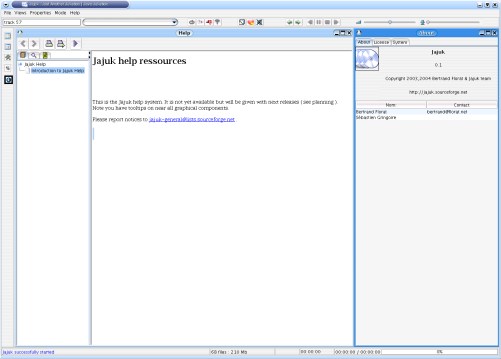 File Views Properties Mode Help
track 57
Help
Jajuk Help
Introduction to Jajuk Help
Jajuk help ressources
This is the Jajuk help system. It is not yet available but will be given with next releases ( see planning ).
Now you have tooltips on near all graphical components.
Please report notices to jajuk-general@lists.sourceforge.net
About
About License System
Jajuk
0.1
Copyright 2003,2004 Bertrand Florat & Jajuk team
http://jajuk.sourceforge.net
Nom Contact
Bertrand Florat bertrand@florat.net
Sébastien Gringoire
Jajuk successfully started
88 files : 210 Mb
00:00:00
00:00:00 / 00:00:00
0%